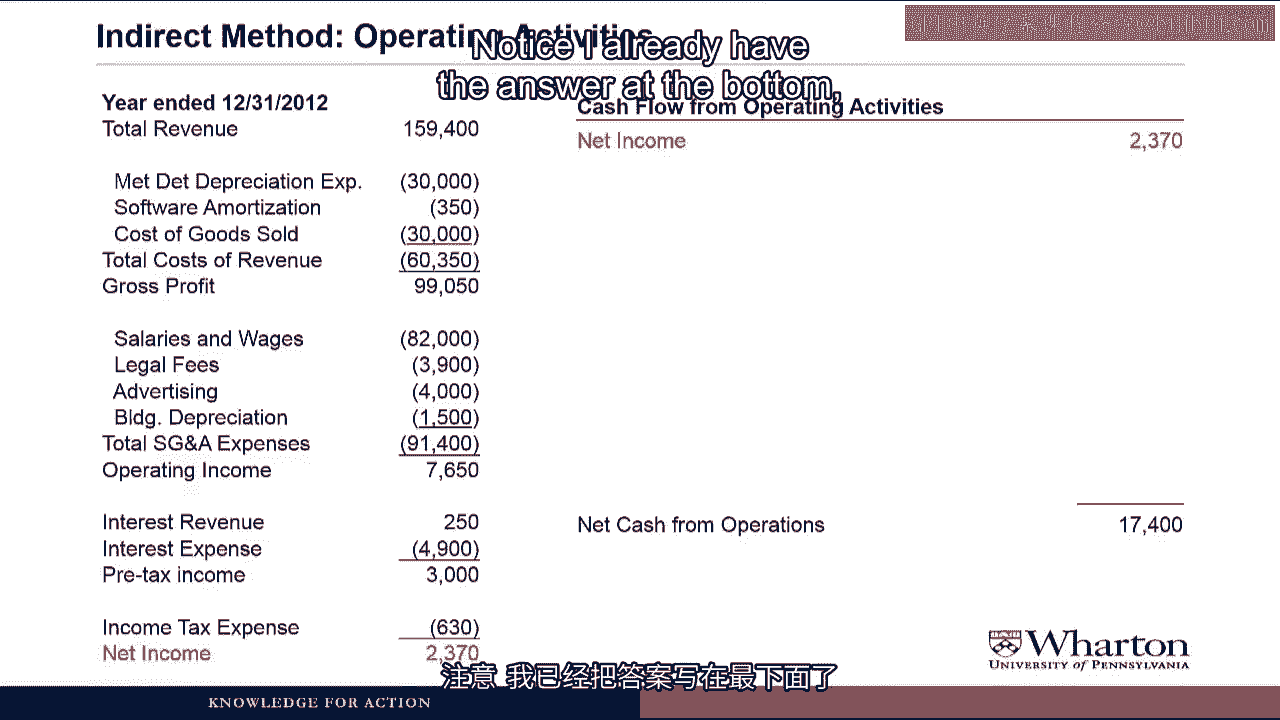 Indirect Method: Operating Activities
Notice I already have
the answer at the bottom,
Year ended 12/31/2012
Total Revenue 159,400
Met Det Depreciation Exp. (30,000)
Software Amortization (350)
Cost of Goods Sold (30,000)
Total Costs of Revenue (60,350)
Gross Profit 99,050
Salaries and Wages (82,000)
Legal Fees (3,900)
Advertising (4,000)
Bldg. Depreciation (1,500)
Total SG&A Expenses (91,400)
Operating Income 7,650
Interest Revenue 250
Interest Expense (4,900)
Pre-tax income 3,000
Income Tax Expense (630)
Net Income 2,370
Cash Flow from Operating Activities
Net Income 2,370
Net Cash from Operations 17,400
Wharton
UNIVERSITY of PENNSYLVANIA
注意 我已经把答案写在最下面了
KNOWLEDGE FOR ACTION